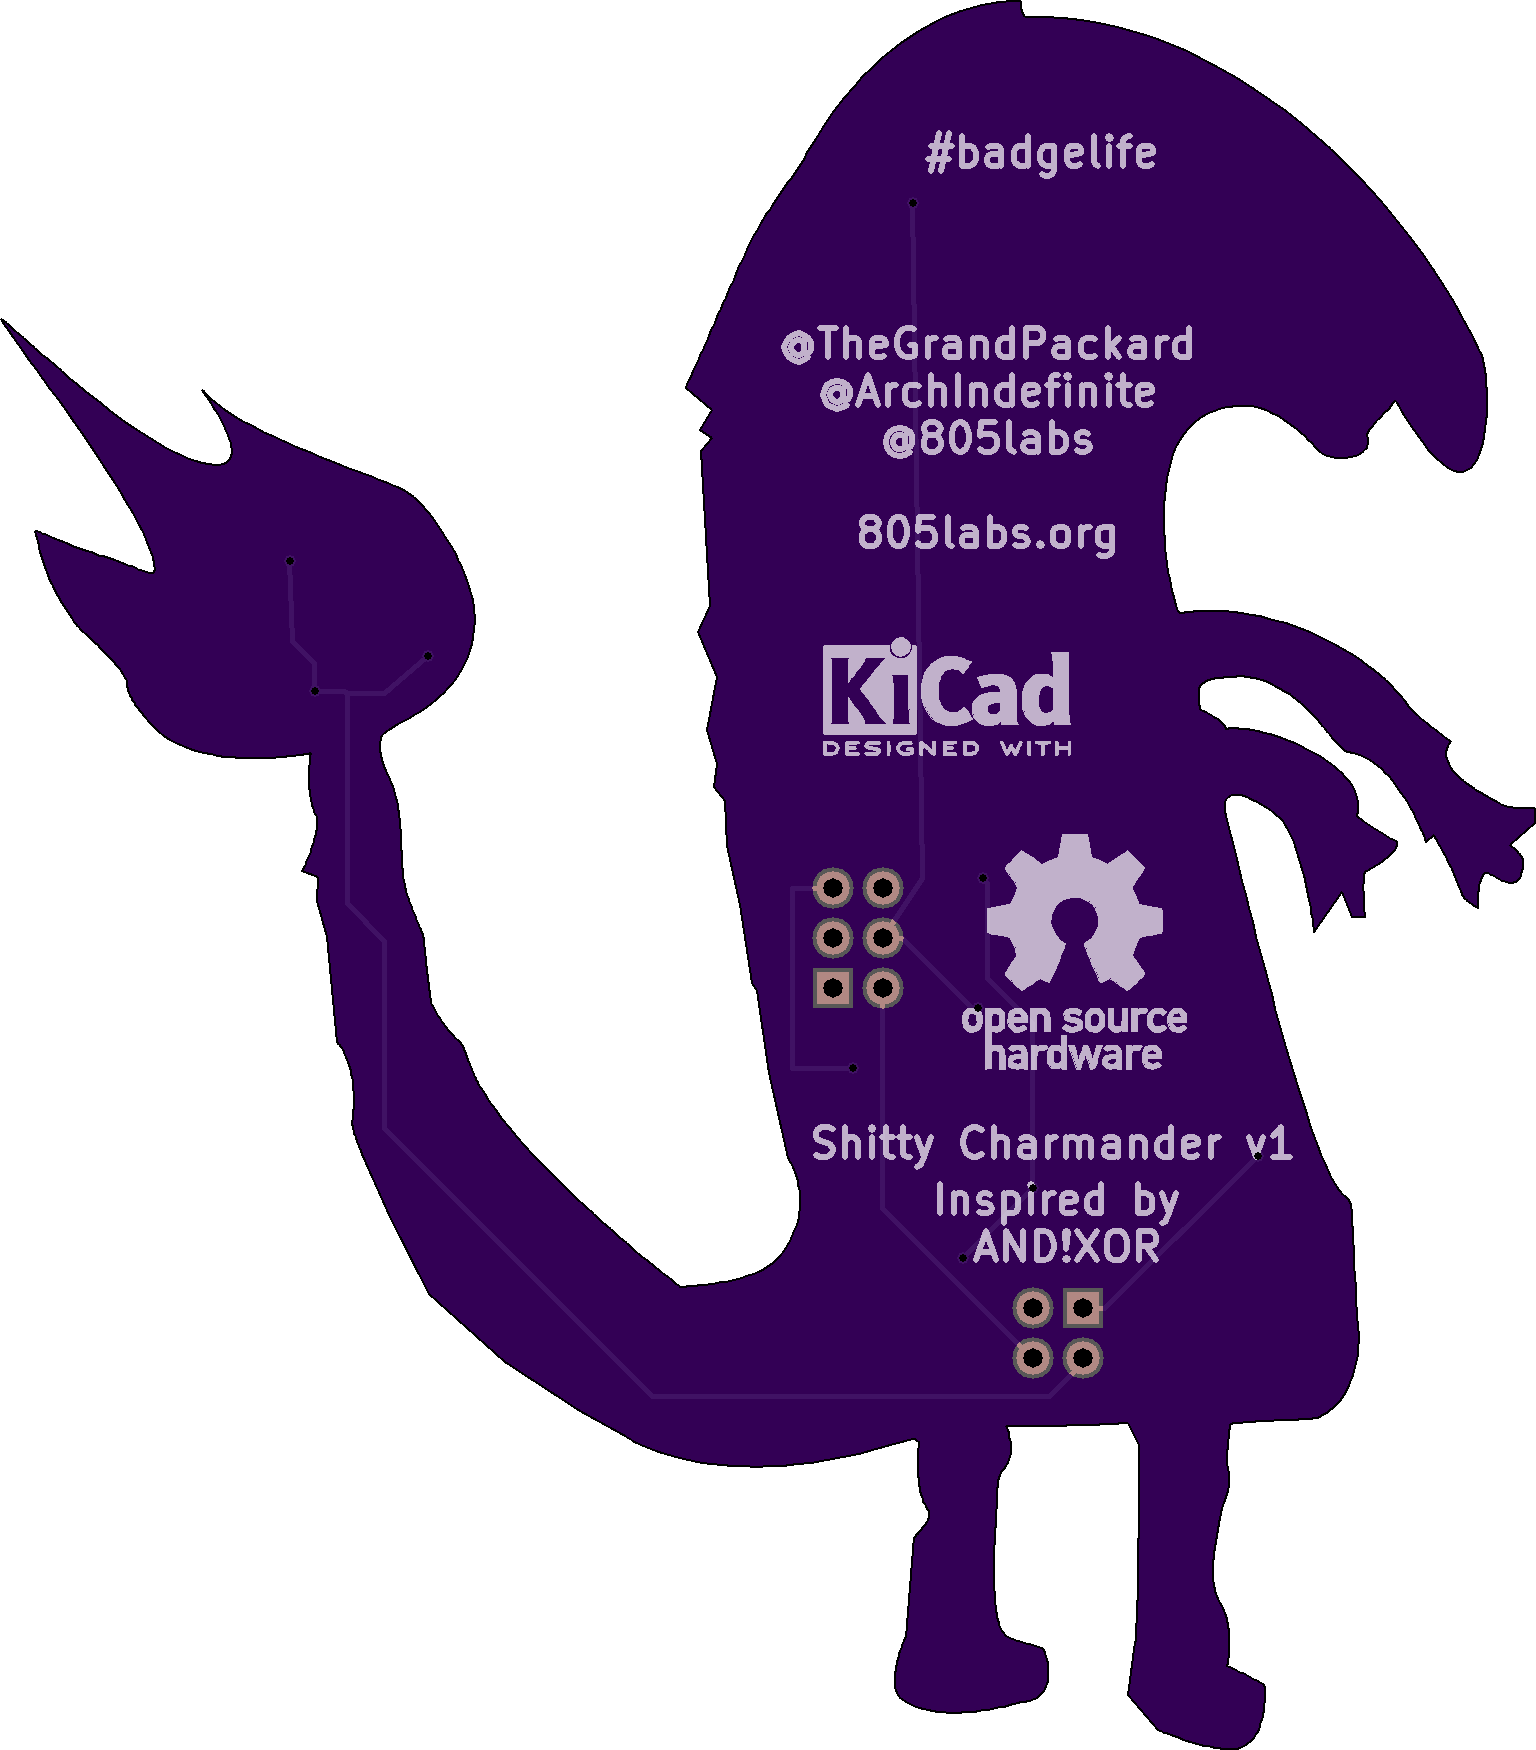 #badgelife
@TheGrandPackard
@ArchIndefinite
@805labs
805labs.org
KiCad
DESIGNED WITH
open source
hardware
Shitty Charmander v1
Inspired by
AND!XOR